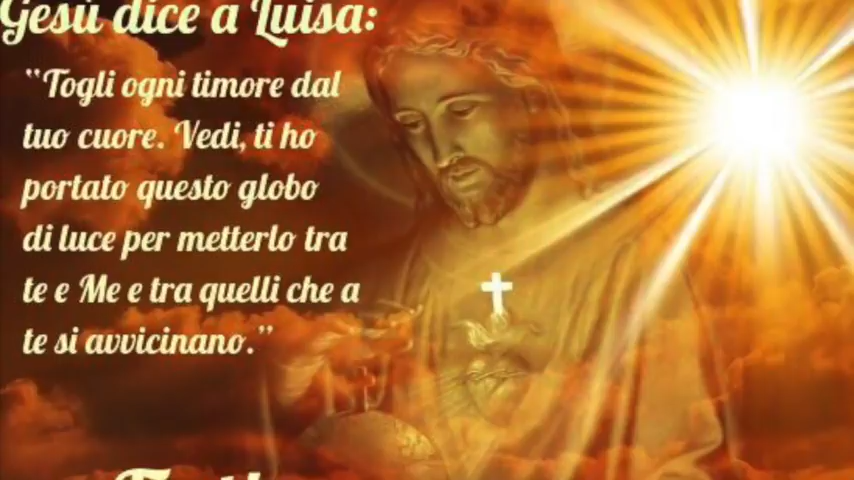 Gesù dice a Luisa:
“Togli ogni timore dal
tuo cuore. Vedi, ti ho
portato questo globo
di luce per metterlo tra
te e Me e tra quelli che a
te si avvicinano.”